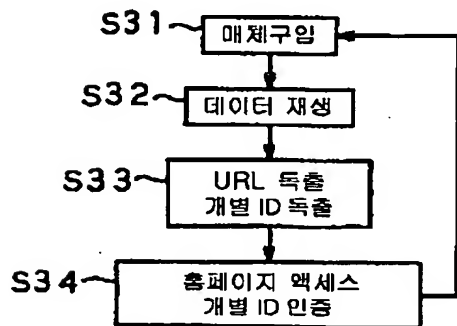 S31 매체구입
S32 데이터 재생
S33 URL 독출
개별 ID 독출
S34 홈페이지 액세스
개별 ID 인증